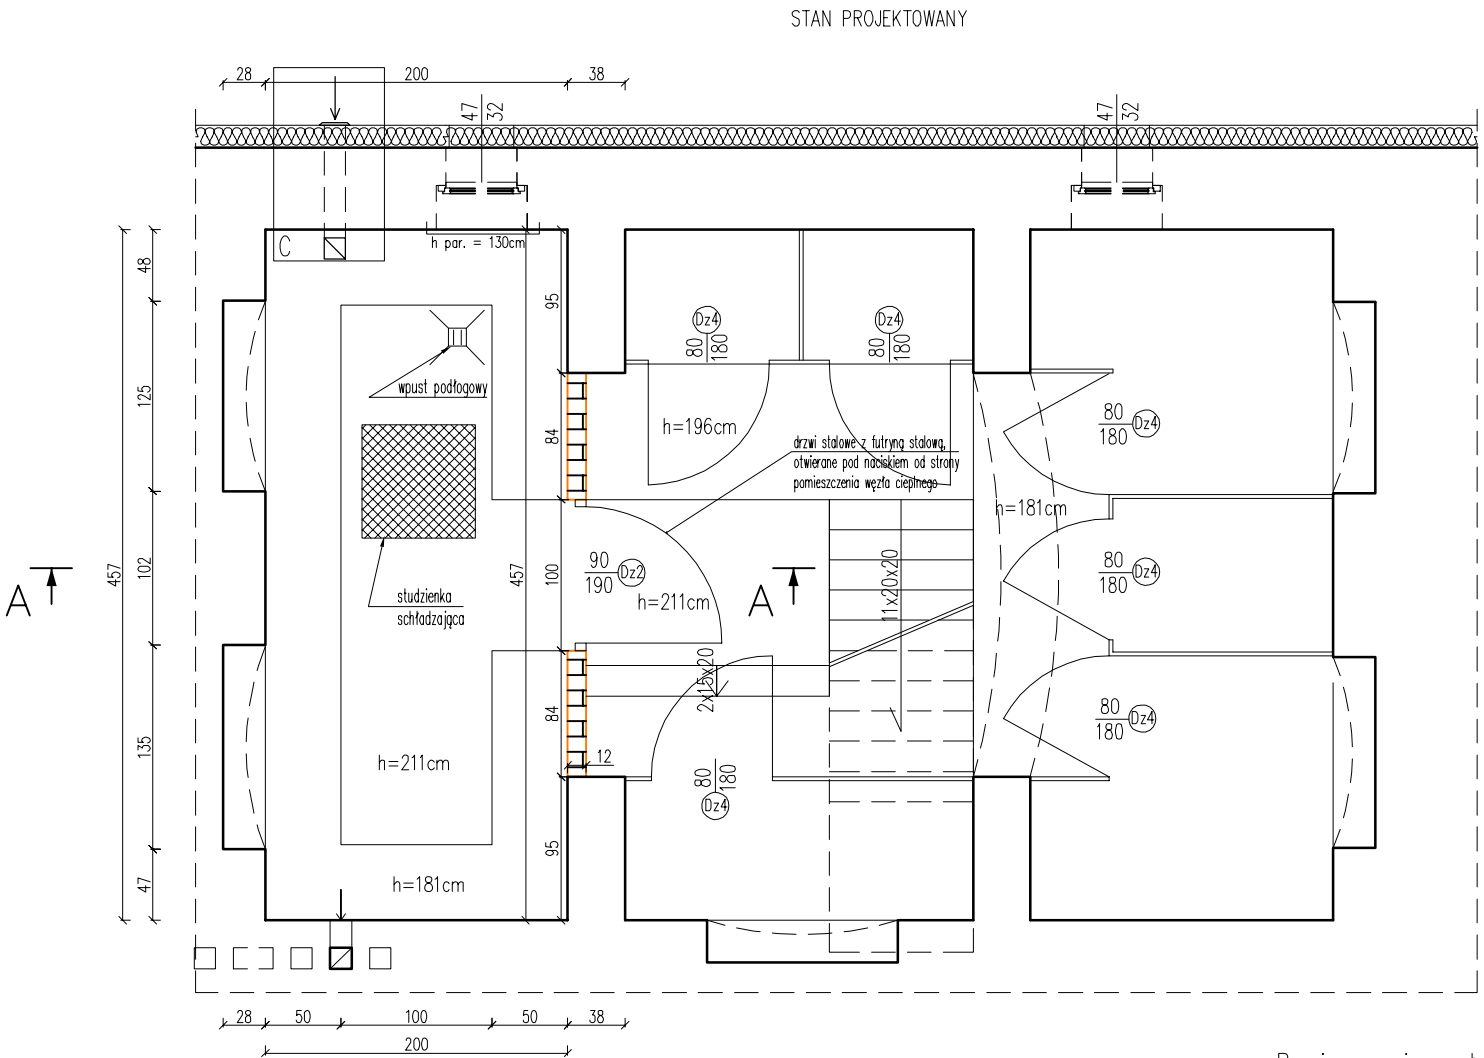 STAN PROJEKTOWANY
28
200
38
47
32
47
32
C
h par. = 130cm
48
95
Dz4
80
180
Dz4
80
180
wpust podłogowy
125
84
h=196cm
80
180
Dz4
drzwi stalowe z futryną stalową,
otwierane pod naciskiem od strony
pomieszczenia węzła cieplnego
h=181cm
457
102
457
100
90
190
Dz2
h=211cm
11x20x20
80
180
Dz4
A
A
studzienka
schładzająca
2x15x20
135
84
80
180
Dz4
h=211cm
12
80
180
Dz4
95
47
h=181cm
28
50
100
50
38
200